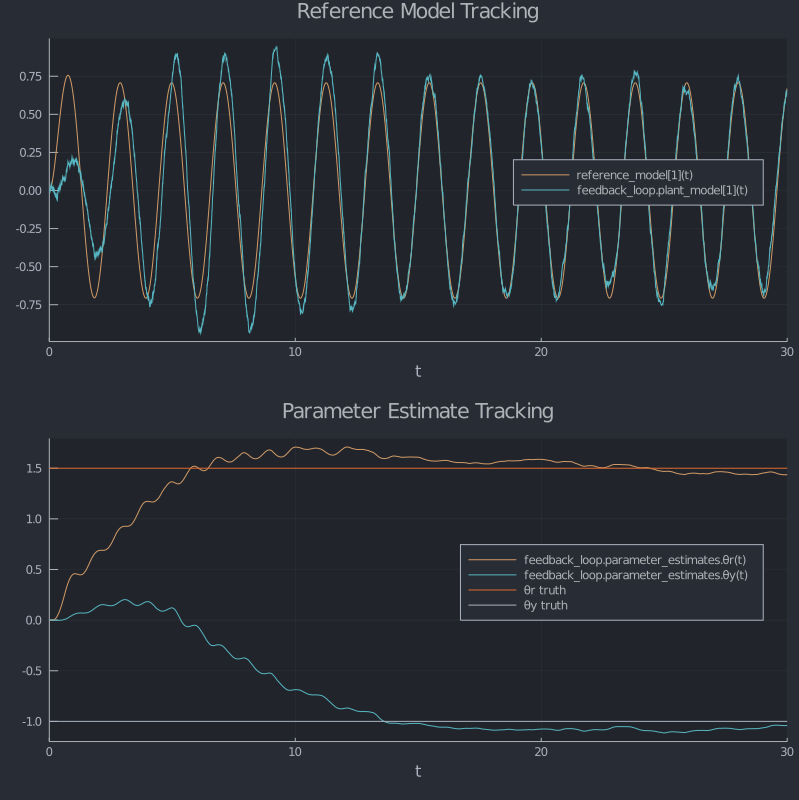 Reference Model Tracking
0.75
0.50
0.25
0.00
-0.25
-0.50
-0.75
reference_model[1](t)
feedback_loop.plant_model[1](t)
0
10
20
30
t
Parameter Estimate Tracking
1.5
1.0
0.5
0.0
-0.5
-1.0
feedback_loop.parameter_estimates.θr(t)
feedback_loop.parameter_estimates.θy(t)
θr truth
θy truth
0
10
20
30
t